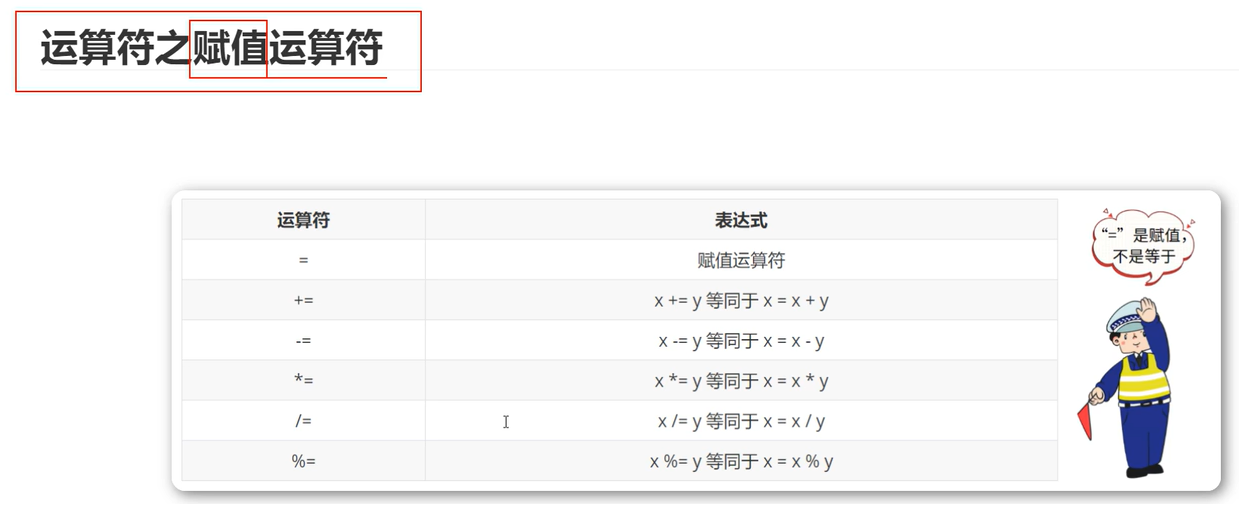 运算符之赋值运算符
运算符 表达式
= 赋值运算符
+= x += y 等同于 x = x + y
-= x -= y 等同于 x = x - y
*= x *= y 等同于 x = x * y
/= x /= y 等同于 x = x / y
%= x %= y 等同于 x = x % y
“=”是赋值，
不是等于